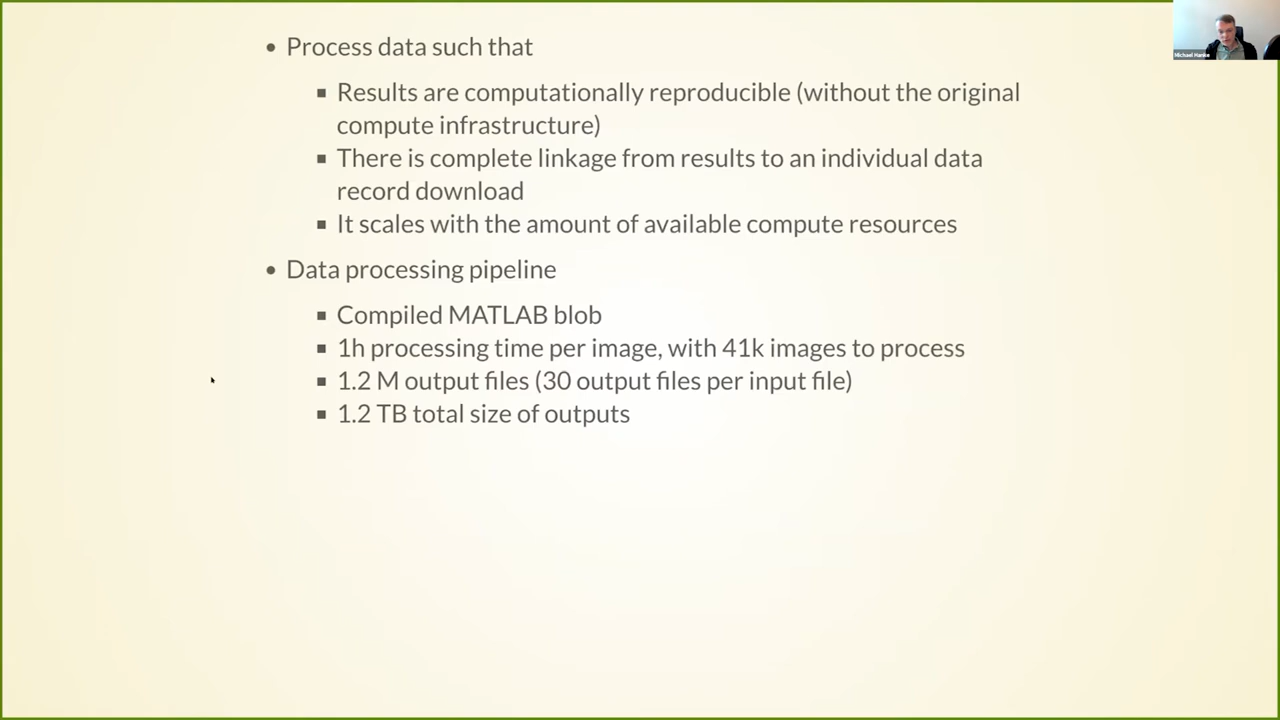 Process data such that
Results are computationally reproducible (without the original
compute infrastructure)
There is complete linkage from results to an individual data
record download
It scales with the amount of available compute resources
Data processing pipeline
Compiled MATLAB blob
1h processing time per image, with 41k images to process
1.2 M output files (30 output files per input file)
1.2 TB total size of outputs
Michael Hanke